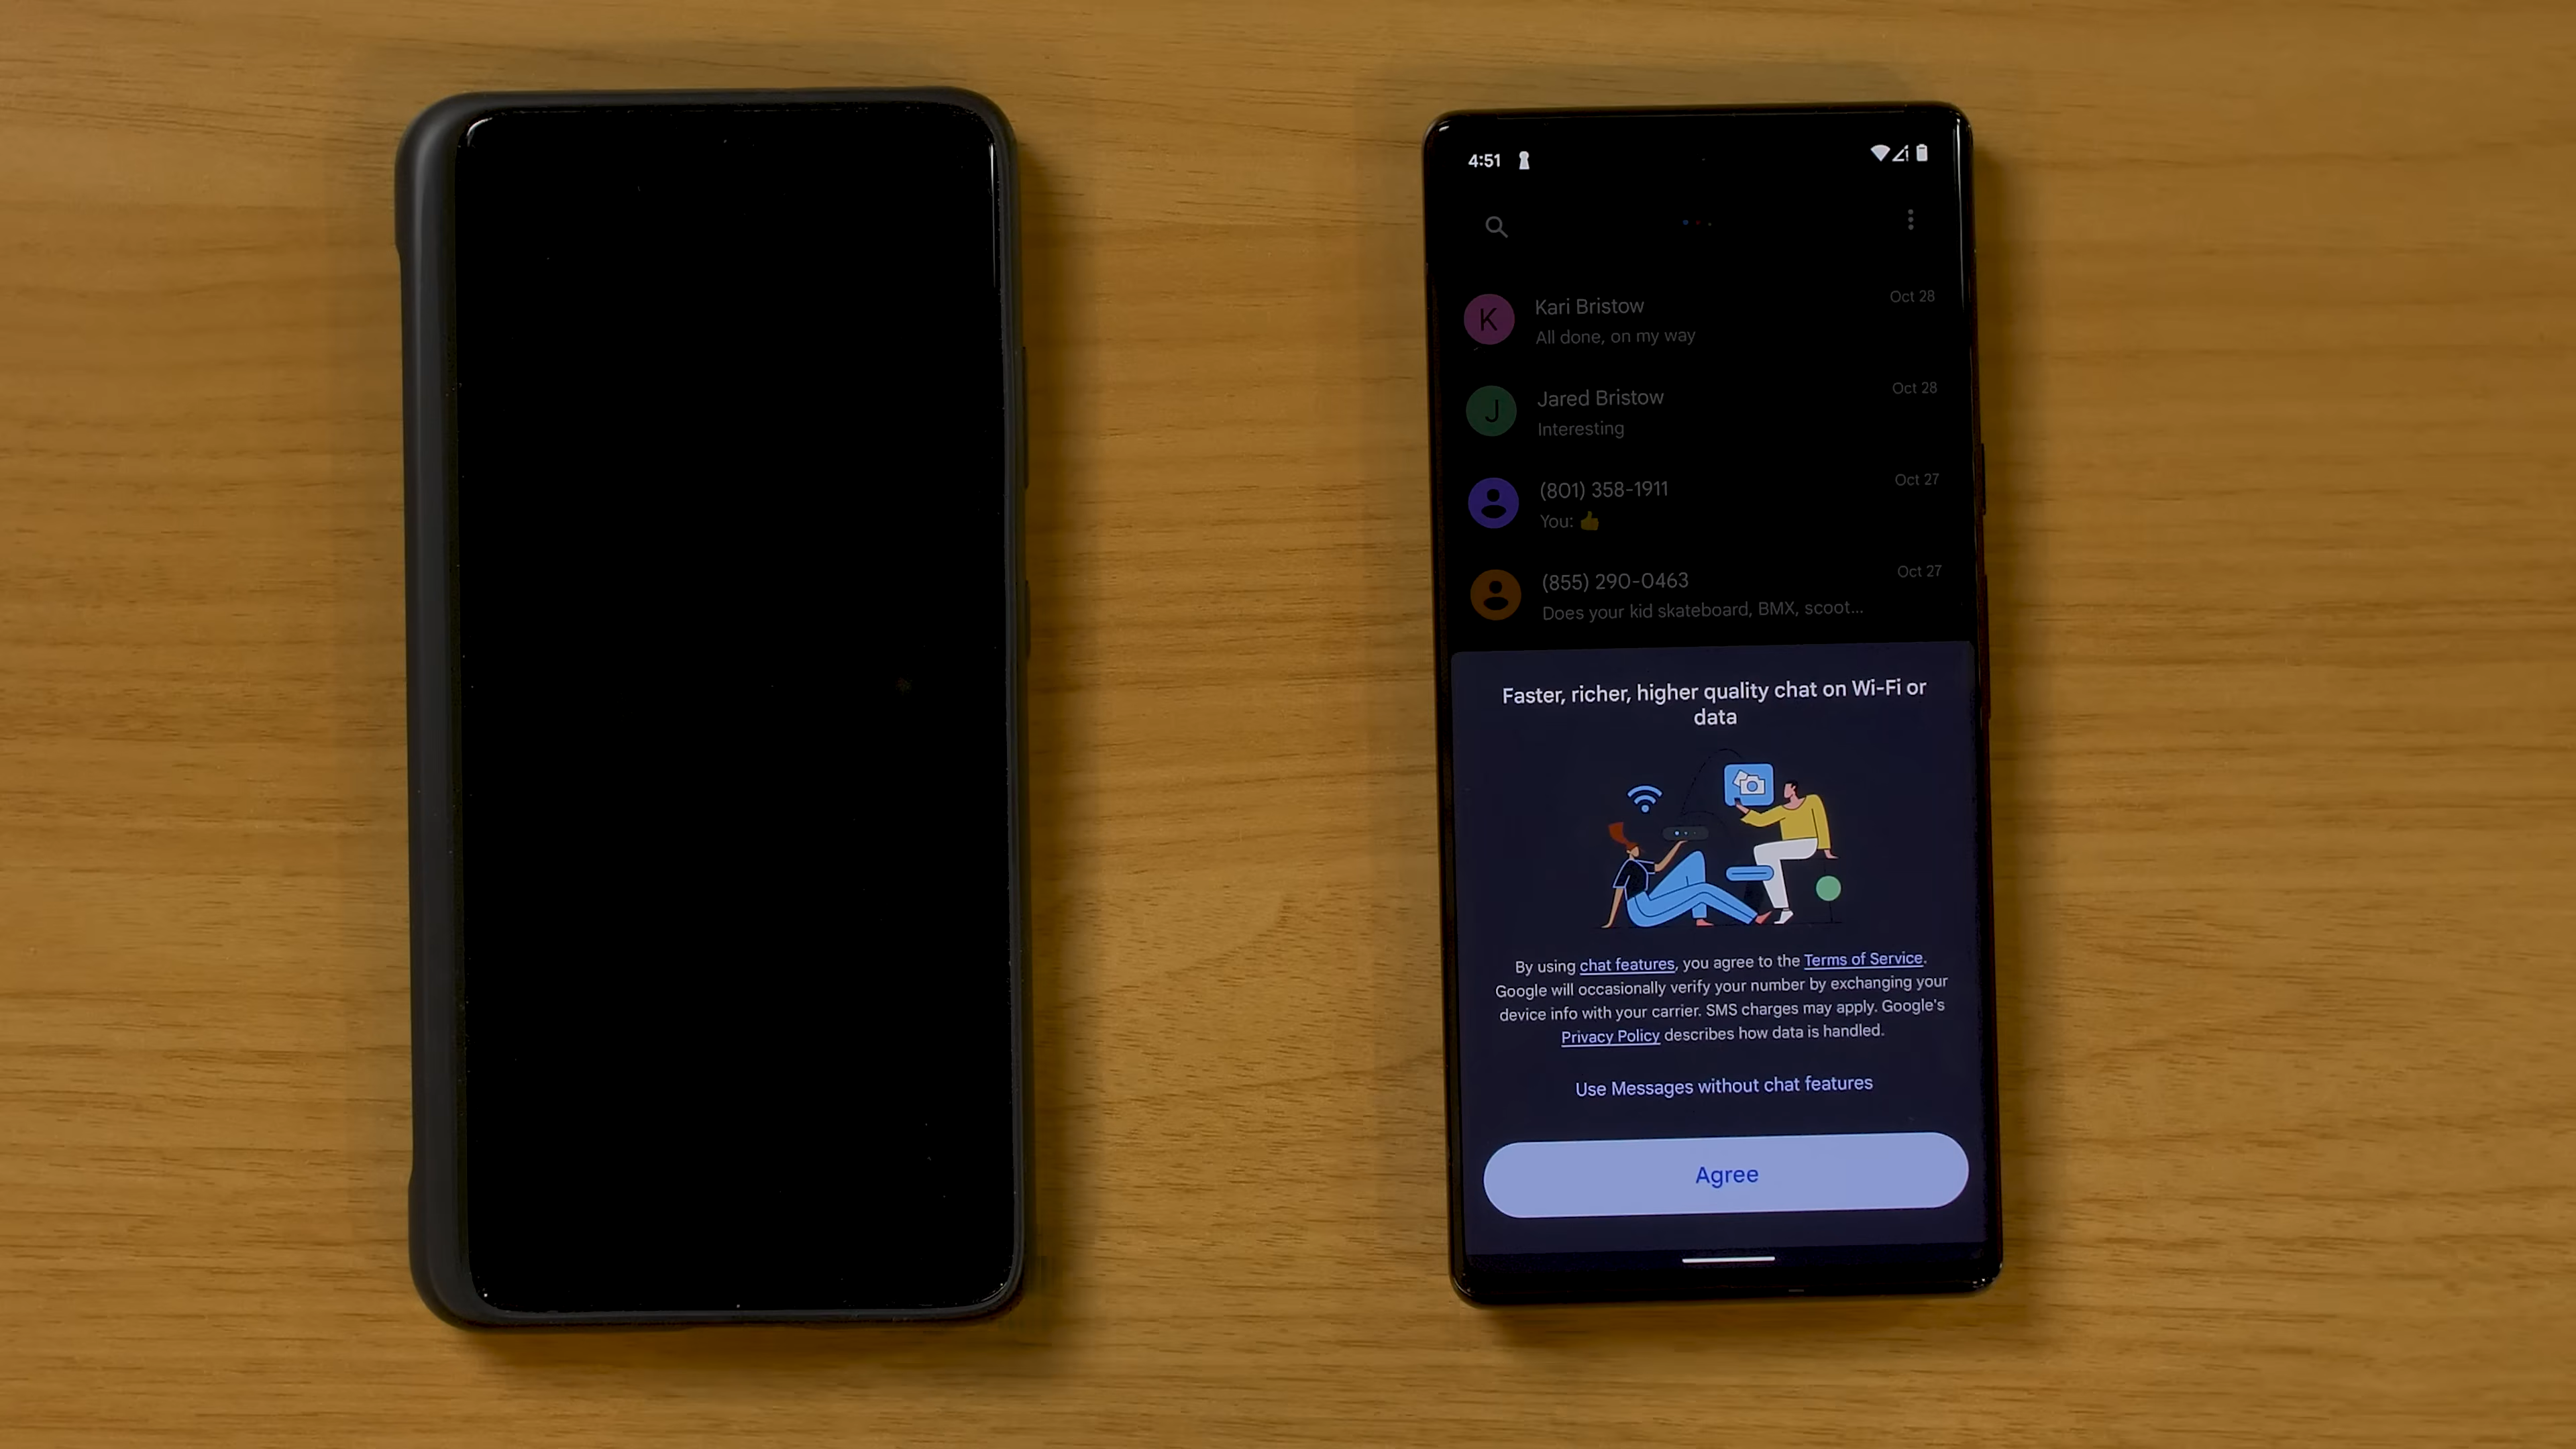 4:51
K
Kari Bristow
Oct 28
All done, on my way
J
Jared Bristow
Oct 28
Interesting
(801) 358-1911
Oct 27
You: 👍
(855) 290-0463
Oct 27
Does your kid skateboard, BMX, scoot...
Faster, richer, higher quality chat on Wi-Fi or
data
By using chat features, you agree to the Terms of Service.
Google will occasionally verify your number by exchanging your
device info with your carrier. SMS charges may apply. Google's
Privacy Policy describes how data is handled.
Use Messages without chat features
Agree